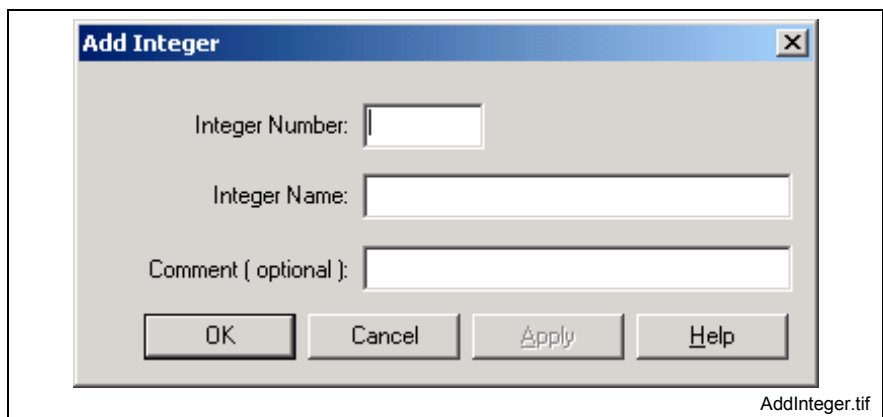 Add Integer
Integer Number:
Integer Name:
Comment ( optional ):
OK Cancel Apply Help
AddInteger.tif